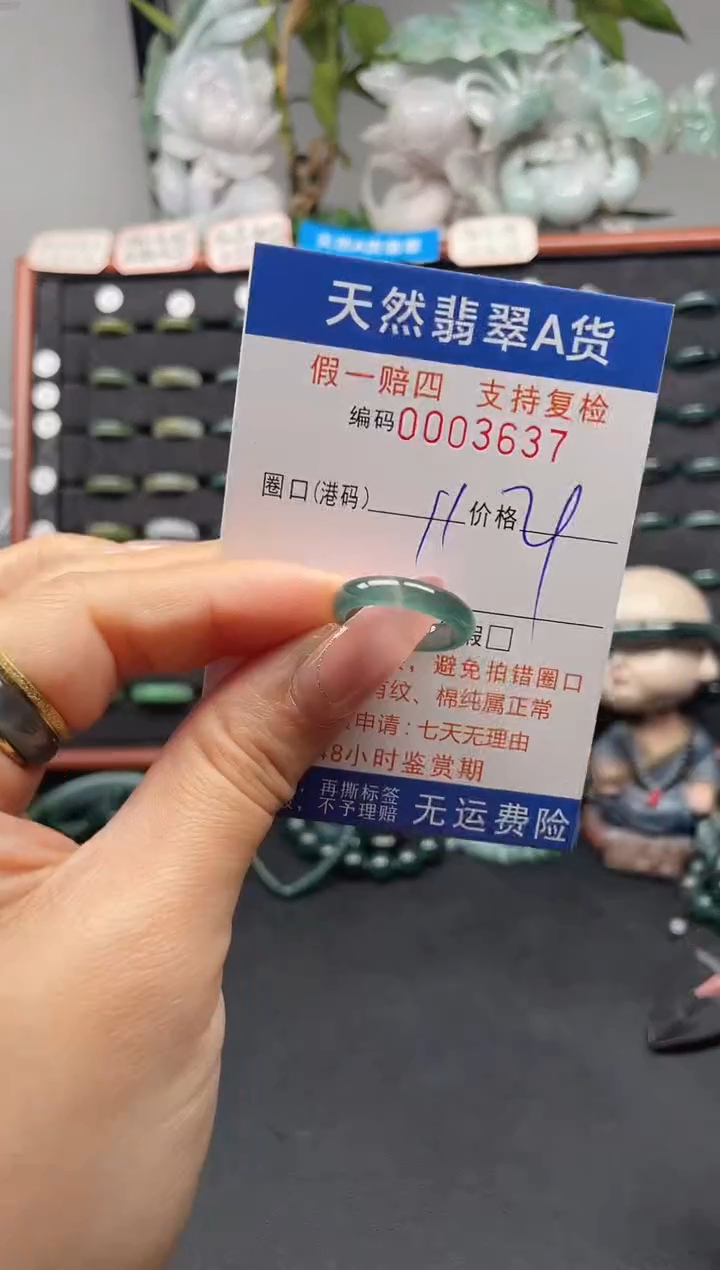 天然翡翠A货
假一赔四 支持复检
编码0003637
圈口(港码) 11 价格
假□
，避免拍错圈口
有纹、棉纯属正常
申请：七天无理由
48小时鉴赏期
，再撕标签
，不予理赔
无运费险